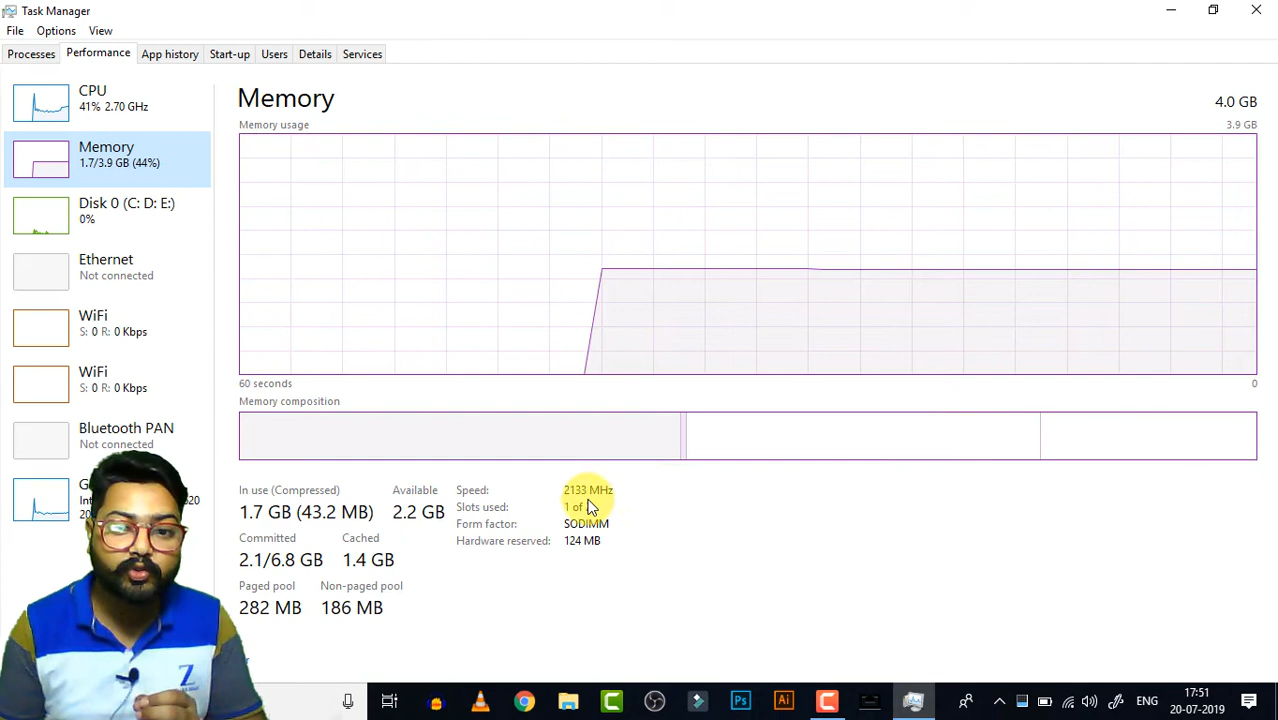 Task Manager
File Options View
Processes Performance App history Start-up Users Details Services
CPU
41% 2.70 GHz
Memory
1.7/3.9 GB (44%)
Disk 0 (C: D: E:)
0%
Ethernet
Not connected
WiFi
S: 0 R: 0 Kbps
WiFi
S: 0 R: 0 Kbps
Bluetooth PAN
Not connected
Memory 4.0 GB
Memory usage 3.9 GB
60 seconds 0
Memory composition
In use (Compressed) Available
1.7 GB (43.2 MB) 2.2 GB
Committed Cached
2.1/6.8 GB 1.4 GB
Paged pool Non-paged pool
282 MB 186 MB
Speed: 2133 MHz
Slots used: 1 of
Form factor: SODIMM
Hardware reserved: 124 MB
Z
Ps Ai ENG 17:51
20-07-2019